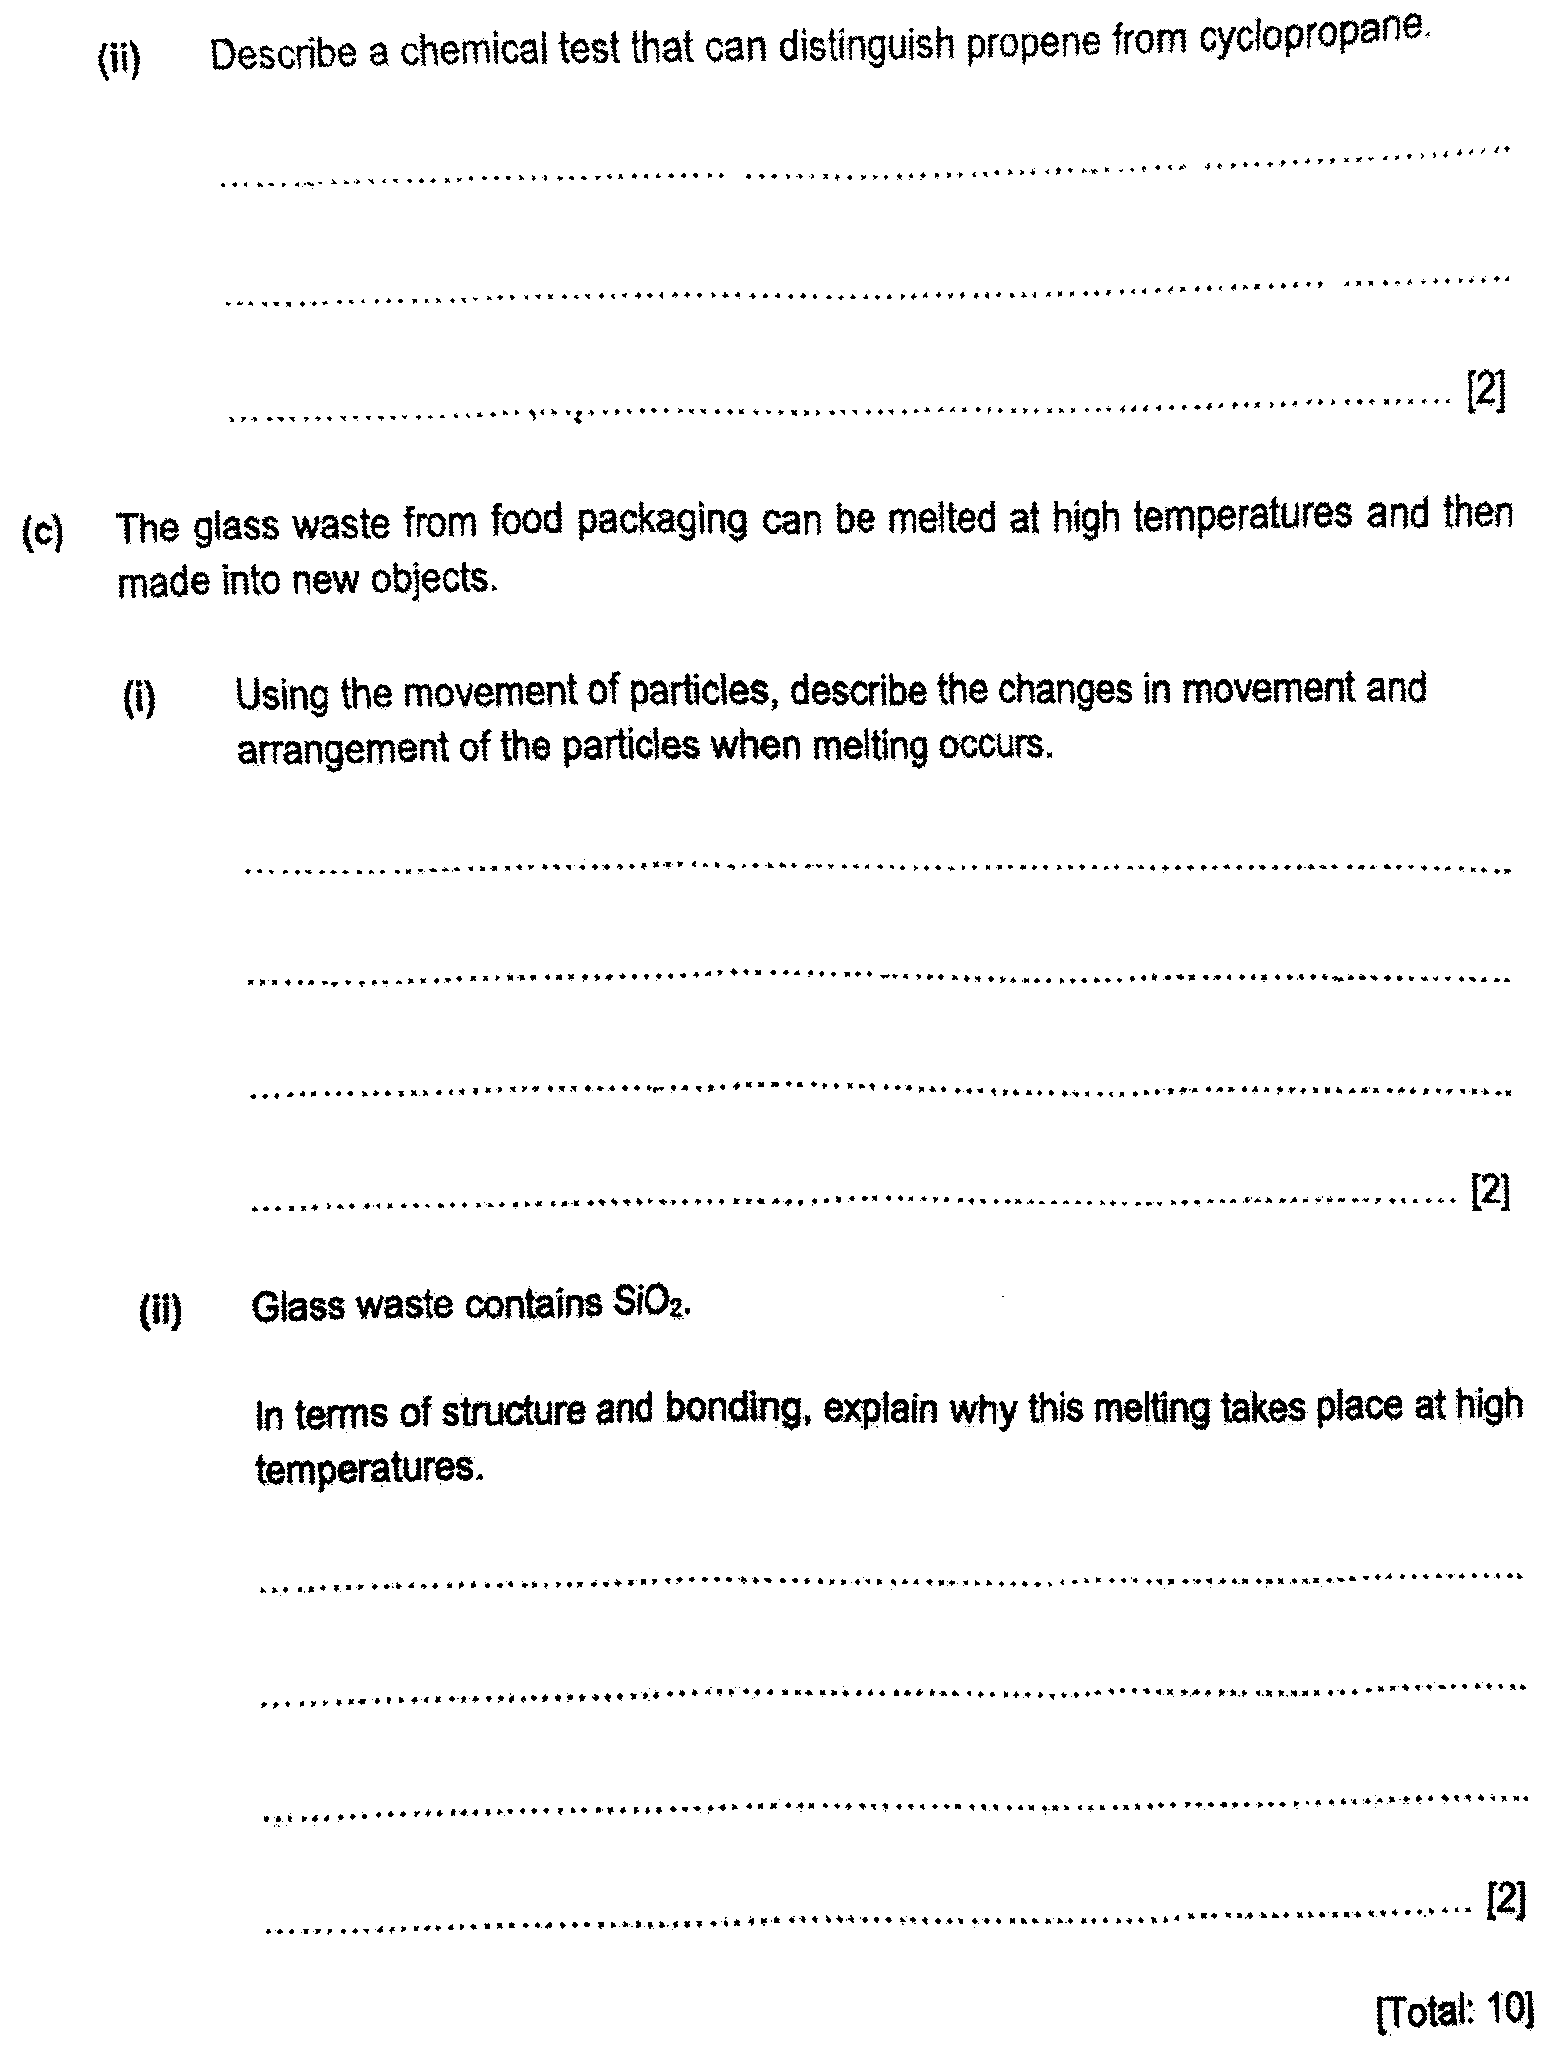 (ii) Describe a chemical test that can distinguish propene from cyclopropane.
[2]
(c) The glass waste from food packaging can be melted at high temperatures and then
made into new objects.
(i) Using the movement of particles, describe the changes in movement and
arrangement of the particles when melting occurs.
[2]
(ii) Glass waste contains SiO₂.
In terms of structure and bonding, explain why this melting takes place at high
temperatures.
[2]
[Total: 10]